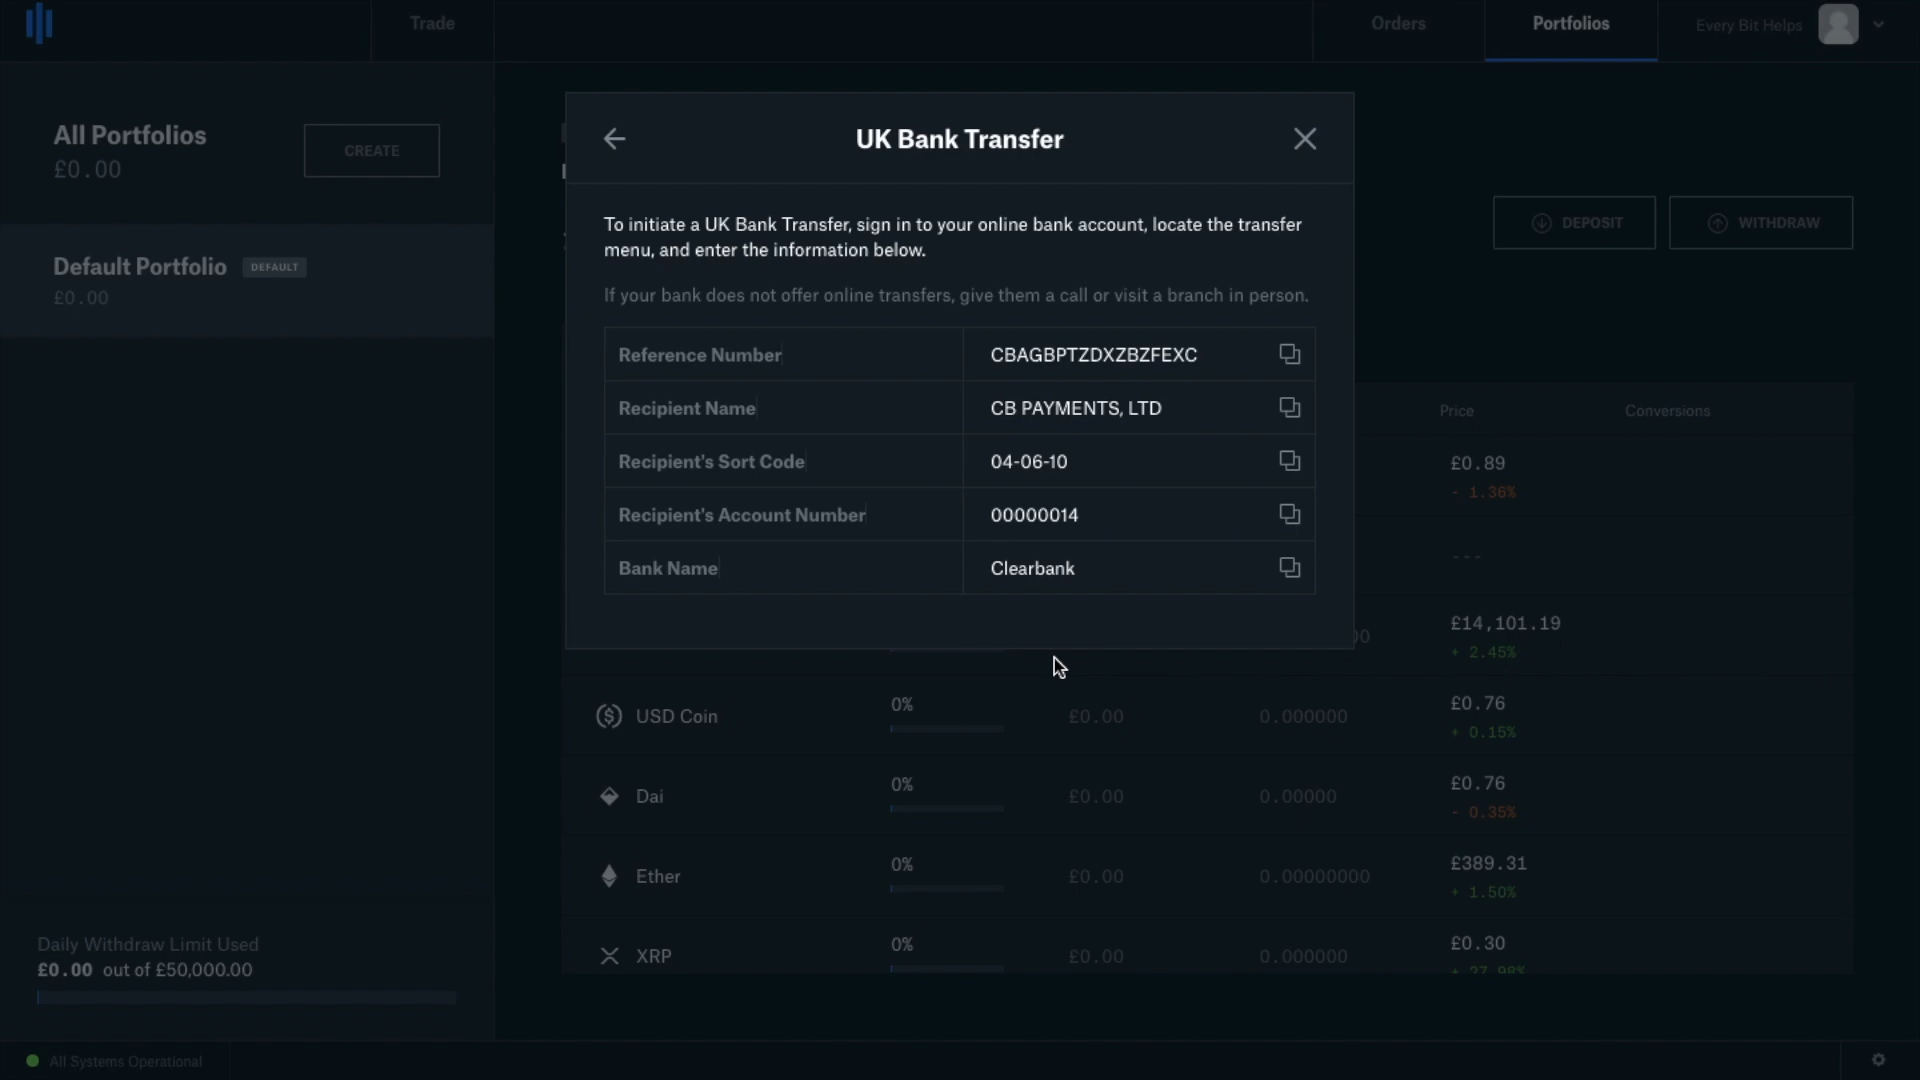 Trade
Orders
Portfolios
Every Bit Helps
All Portfolios
£0.00
CREATE
Default Portfolio DEFAULT
£0.00
DEPOSIT
WITHDRAW
UK Bank Transfer
To initiate a UK Bank Transfer, sign in to your online bank account, locate the transfer
menu, and enter the information below.
If your bank does not offer online transfers, give them a call or visit a branch in person.
Reference Number CBAGBPTZDXZBZFEXC
Recipient Name CB PAYMENTS, LTD
Recipient's Sort Code 04-06-10
Recipient's Account Number 00000014
Bank Name Clearbank
Price Conversions
£0.89
- 1.36%
---
£14,101.19
+ 2.45%
USD Coin 0% £0.00 0.000000 £0.76
+ 0.15%
Dai 0% £0.00 0.00000 £0.76
- 0.35%
Ether 0% £0.00 0.00000000 £389.31
+ 1.50%
XRP 0% £0.00 0.000000 £0.30
+ 27.98%
Daily Withdraw Limit Used
£0.00 out of £50,000.00
All Systems Operational